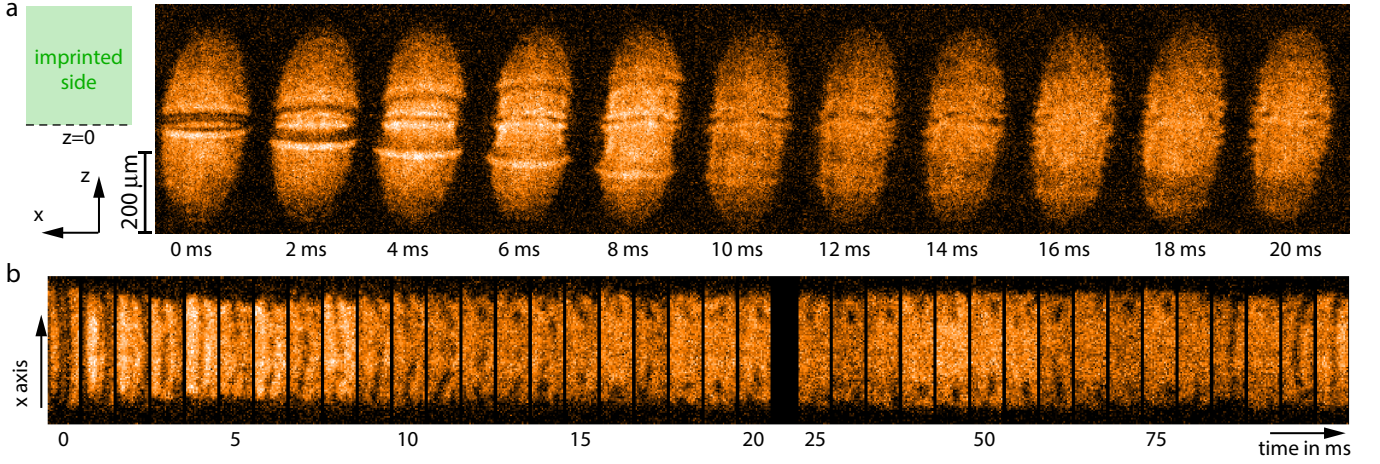 a
imprinted
side
z=0
z
x
200 µm
0 ms 2 ms 4 ms 6 ms 8 ms 10 ms 12 ms 14 ms 16 ms 18 ms 20 ms
b
x axis
0 5 10 15 20 25 50 75
time in ms